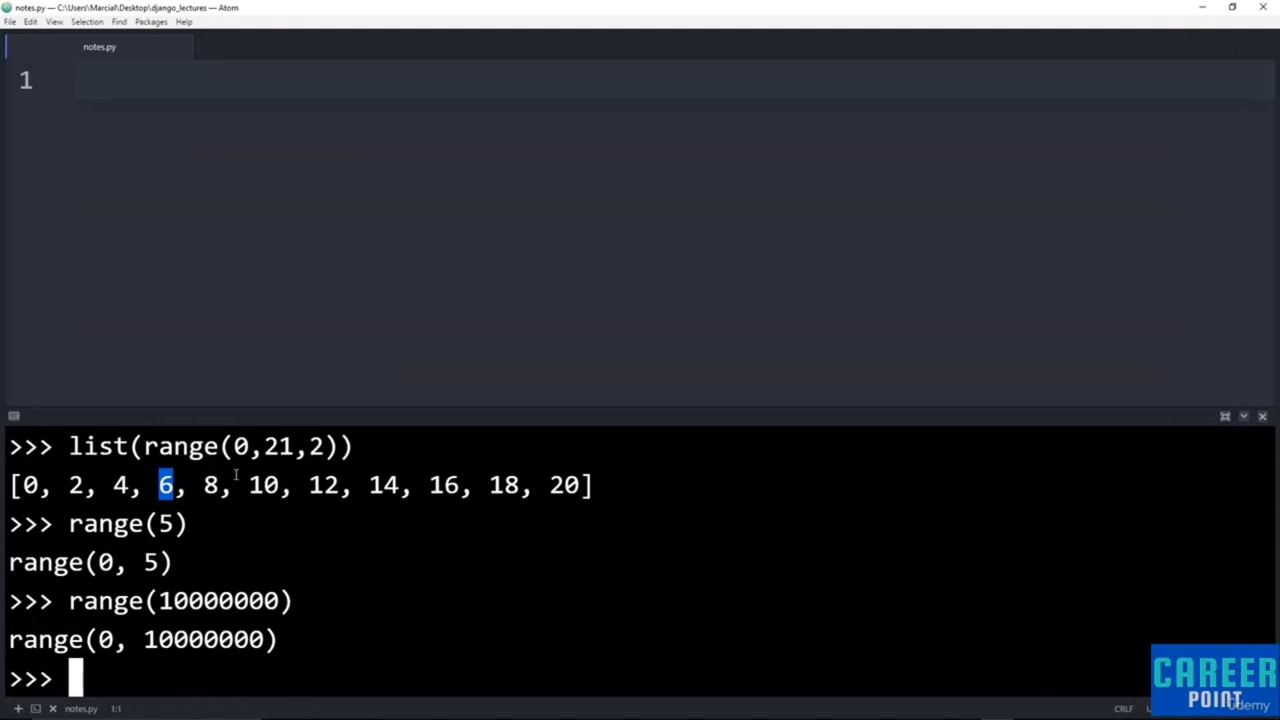 notes.py — C:\Users\Marcial\Desktop\django_lectures — Atom
File Edit View Selection Find Packages Help
notes.py
1
>>> list(range(0,21,2))
[0, 2, 4, 6, 8, 10, 12, 14, 16, 18, 20]
>>> range(5)
range(0, 5)
>>> range(10000000)
range(0, 10000000)
>>>
CAREER
POINT
Udemy
notes.py 1:1
CRLF